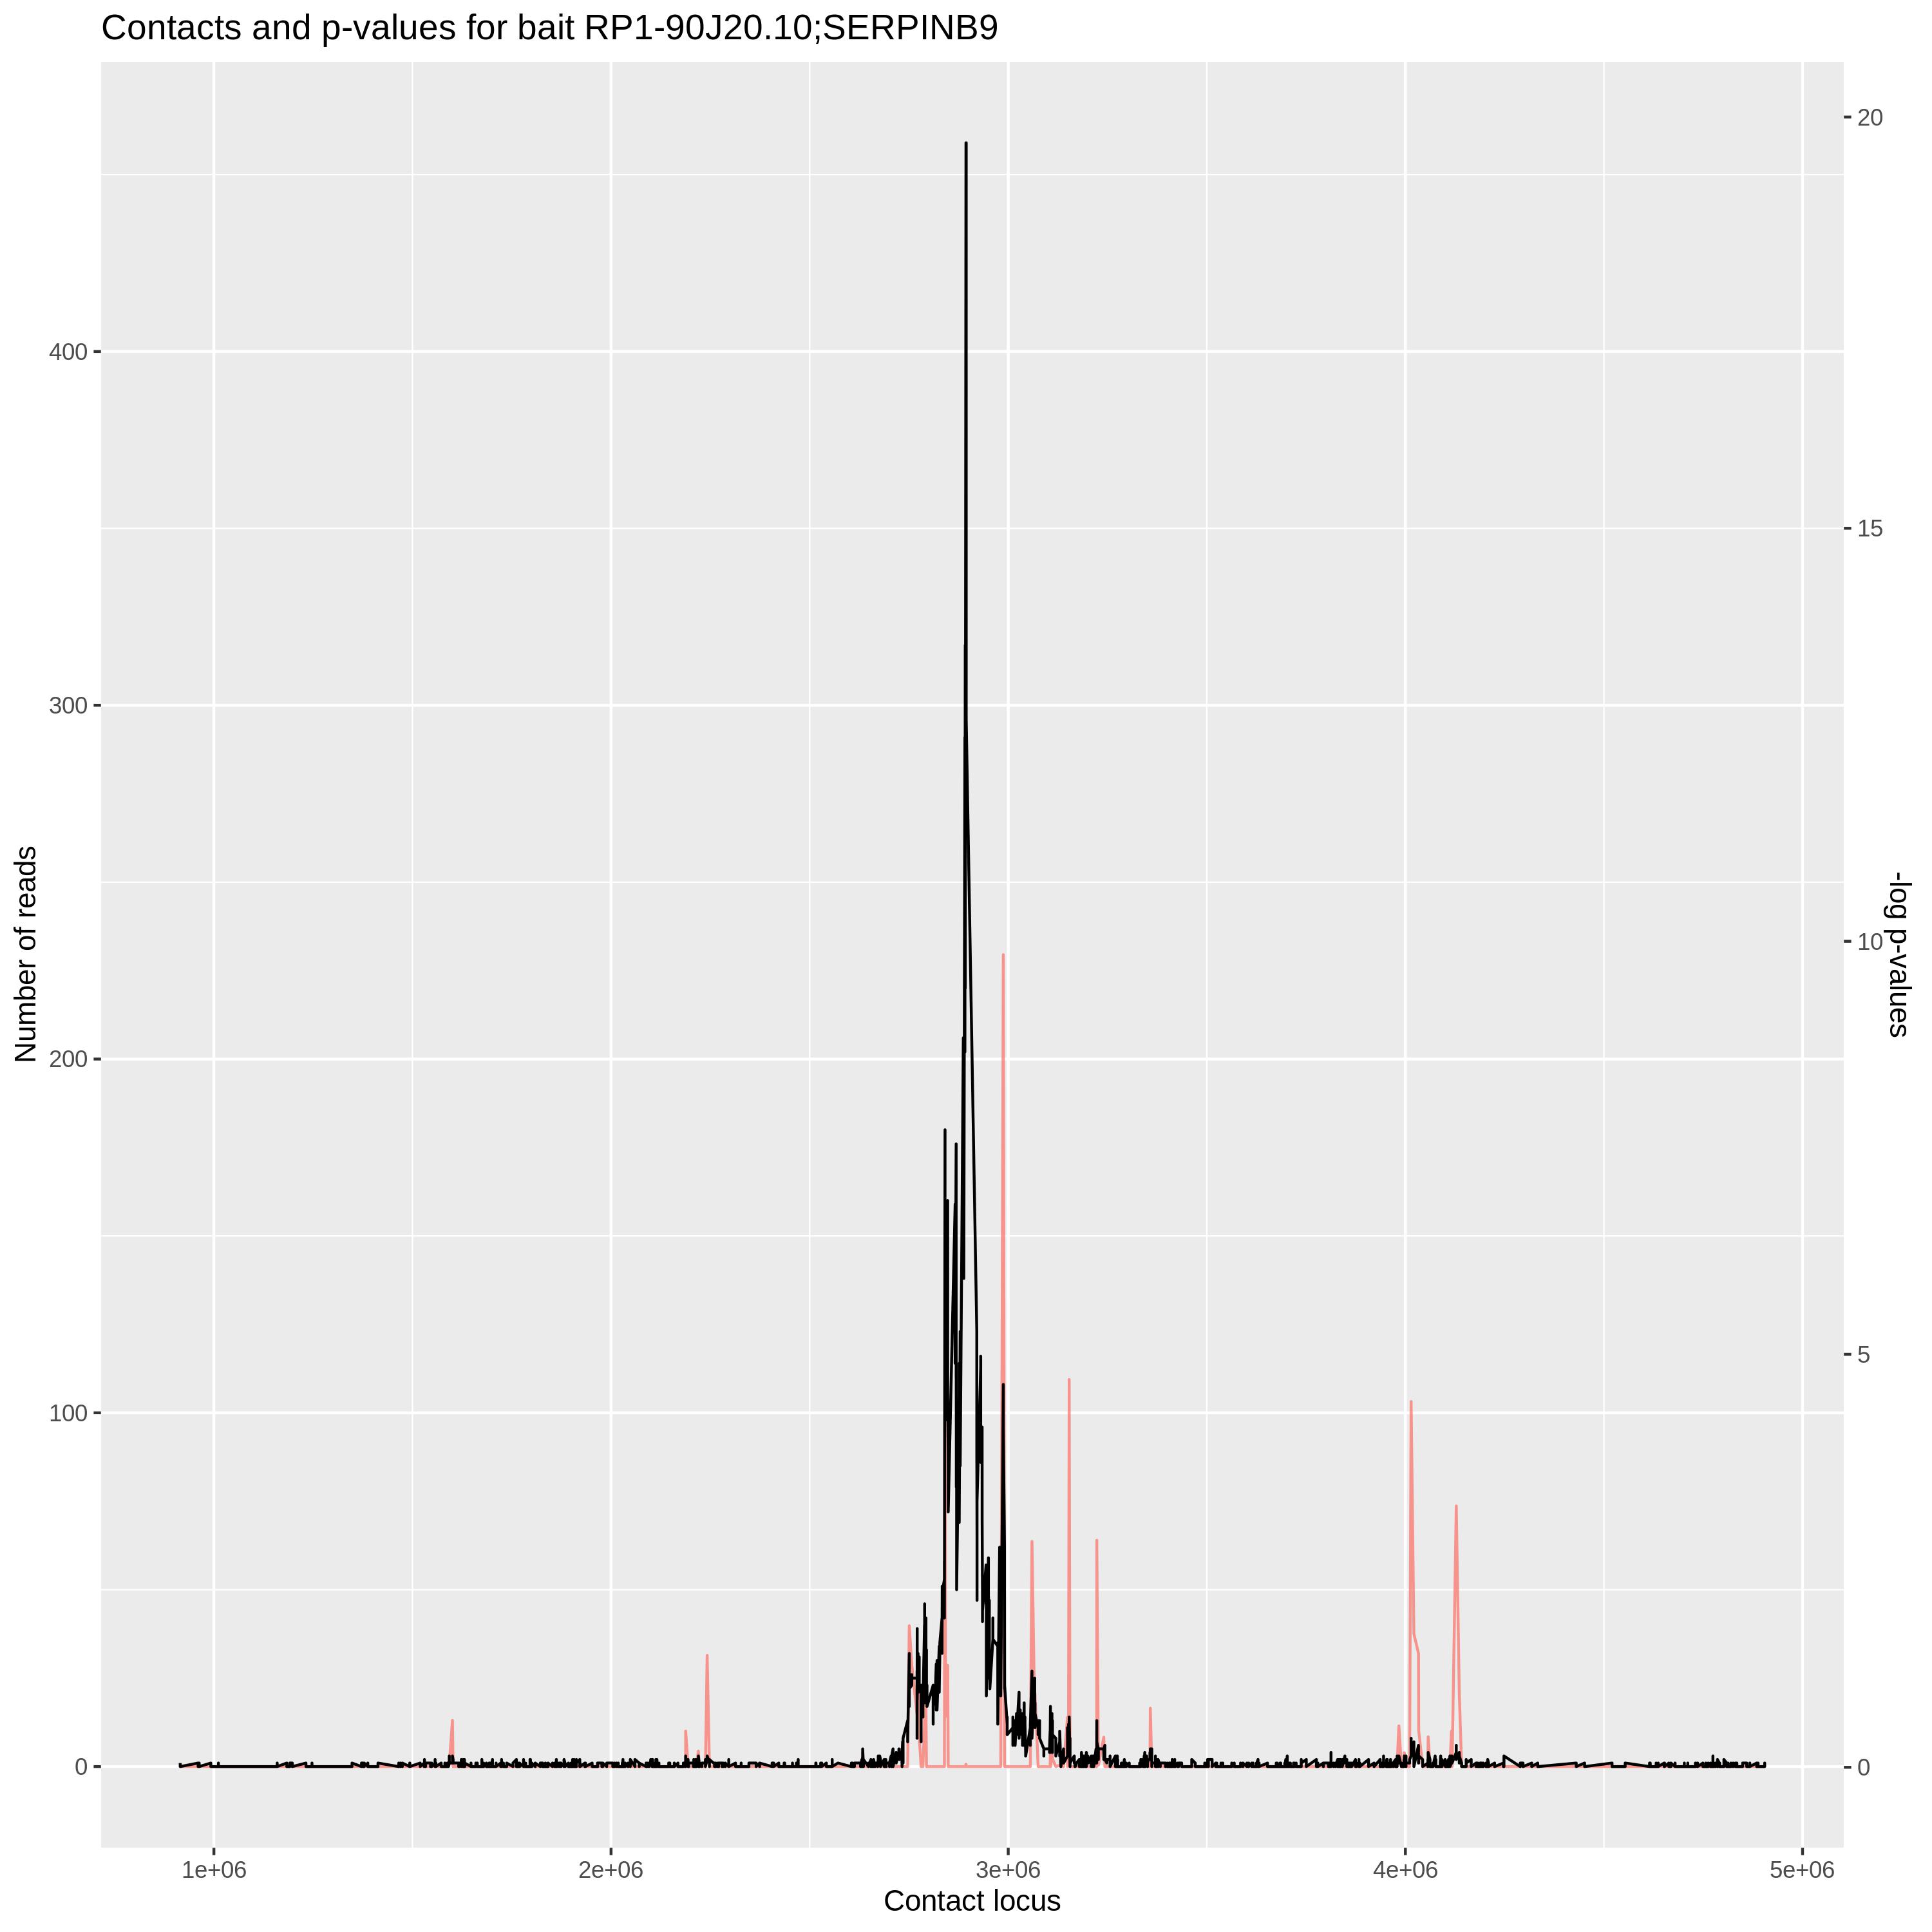 Contacts and p-values for bait RP1-90J20.10;SERPINB9
Number of reads
400
300
200
100
0
20
15
10
5
0
-log p-values
1e+06
2e+06
3e+06
4e+06
5e+06
Contact locus